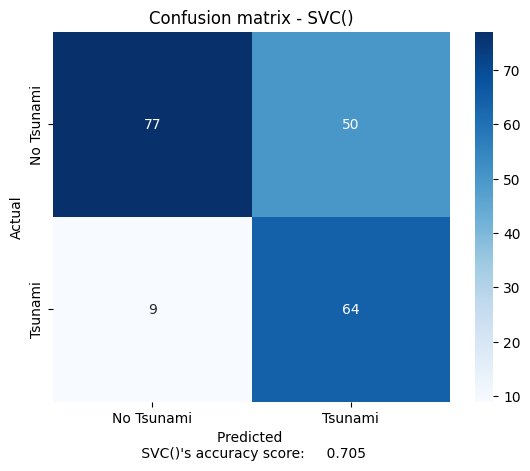 Confusion matrix - SVC()
No Tsunami
77
50
Actual
Tsunami
9
64
No Tsunami
Tsunami
Predicted
SVC()'s accuracy score: 0.705
70
60
50
40
30
20
10